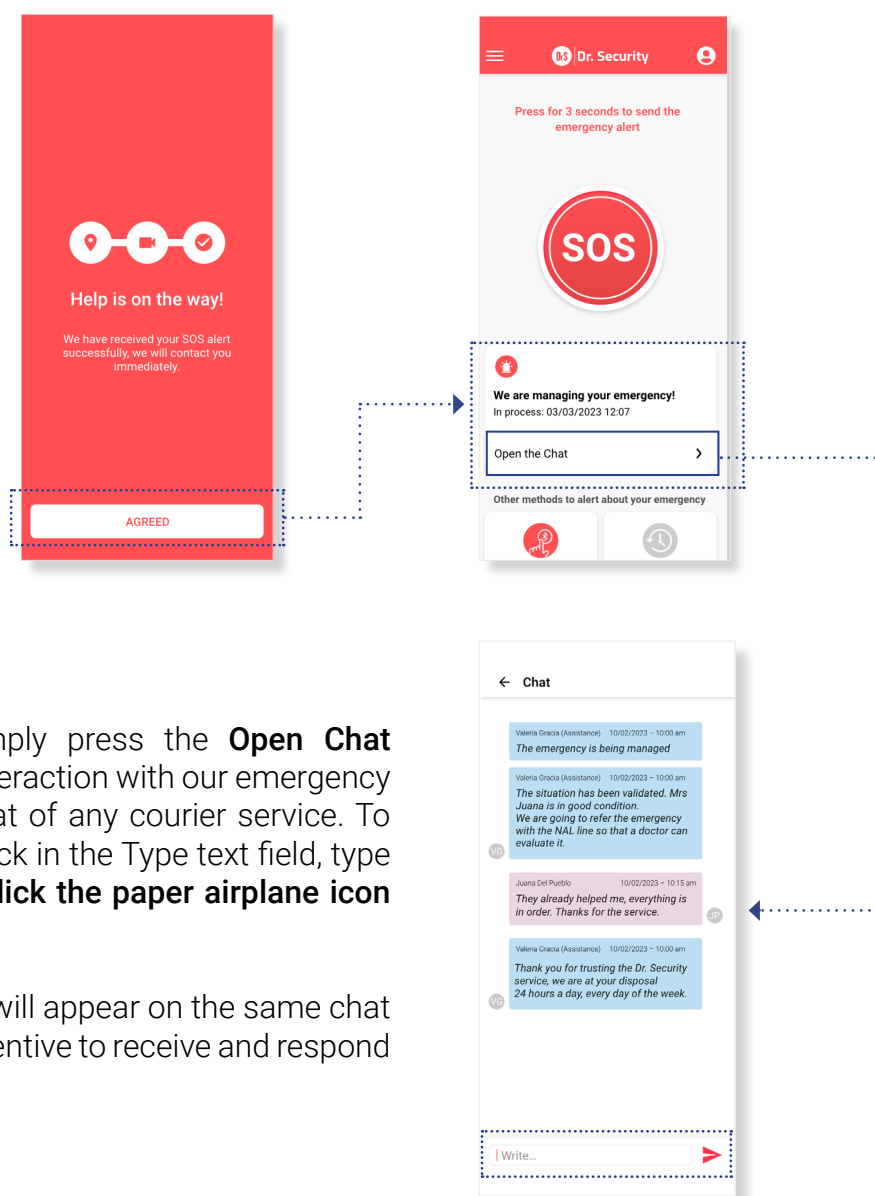 Help is on the way!
We have received your SOS alert
successfully, we will contact you
immediately.
AGREED
DrS Dr. Security
Press for 3 seconds to send the
emergency alert
SOS
We are managing your emergency!
In process: 03/03/2023 12:07
Open the Chat
Other methods to alert about your emergency
press the Open Chat
interaction with our emergency
of any courier service. To
in the Type text field, type
click the paper airplane icon
will appear on the same chat
to receive and respond
Chat
Valeria Gracia (Assistance) 10/02/2023 – 10:00 am
The emergency is being managed
Valeria Gracia (Assistance) 10/02/2023 – 10:00 am
The situation has been validated. Mrs
Juana is in good condition.
We are going to refer the emergency
with the NAL line so that a doctor can
evaluate it.
VG
Juana Del Pueblo 10/02/2023 – 10:15 am
They already helped me, everything is
in order. Thanks for the service.
JP
Valeria Gracia (Assistance) 10/02/2023 – 10:00 am
Thank you for trusting the Dr. Security
service, we are at your disposal
24 hours a day, every day of the week.
VG
Write...